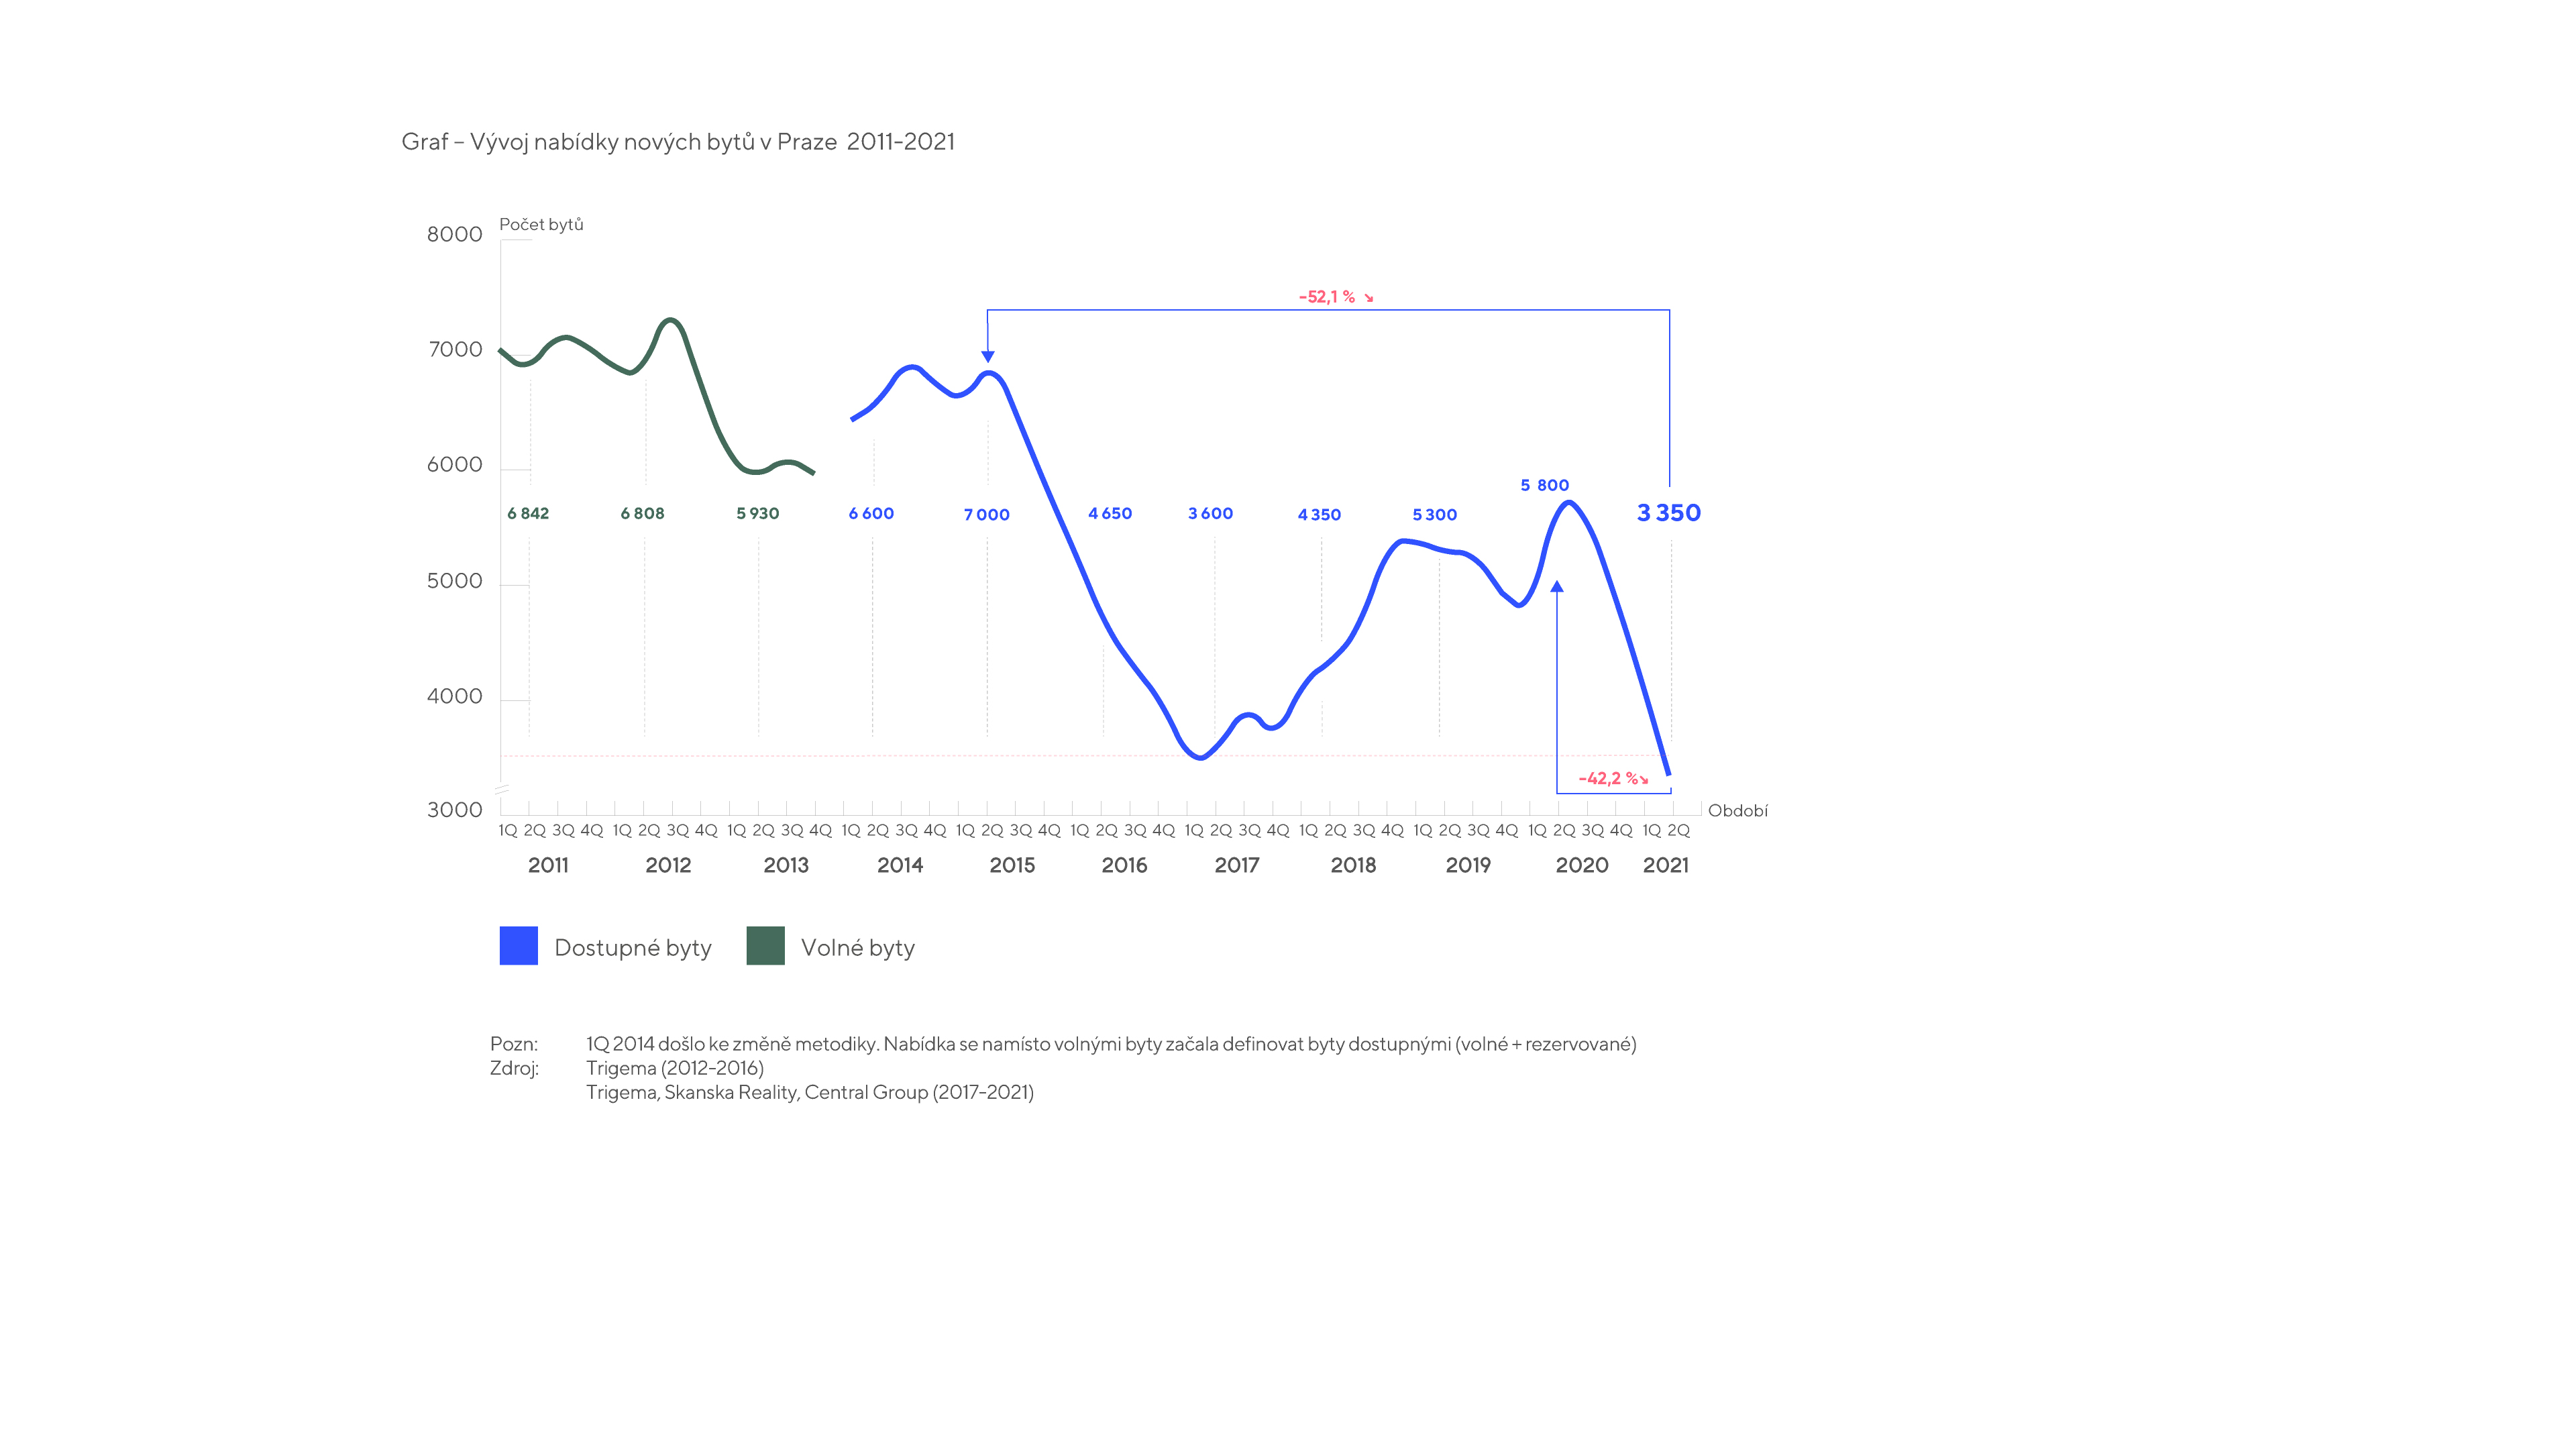 Graf – Vývoj nabídky nových bytů v Praze 2011-2021
Počet bytů
8000
7000
6000
5000
4000
3000
-52,1 % ↘
5 800
6 842 6 808 5 930 6 600 7 000 4 650 3 600 4 350 5 300 3 350
-42,2 %↘
Období
1Q 2Q 3Q 4Q 1Q 2Q 3Q 4Q 1Q 2Q 3Q 4Q 1Q 2Q 3Q 4Q 1Q 2Q 3Q 4Q 1Q 2Q 3Q 4Q 1Q 2Q 3Q 4Q 1Q 2Q 3Q 4Q 1Q 2Q 3Q 4Q 1Q 2Q 3Q 4Q 1Q 2Q
2011 2012 2013 2014 2015 2016 2017 2018 2019 2020 2021
Dostupné byty Volné byty
Pozn: 1Q 2014 došlo ke změně metodiky. Nabídka se namísto volnými byty začala definovat byty dostupnými (volné + rezervované)
Zdroj: Trigema (2012-2016)
Trigema, Skanska Reality, Central Group (2017-2021)